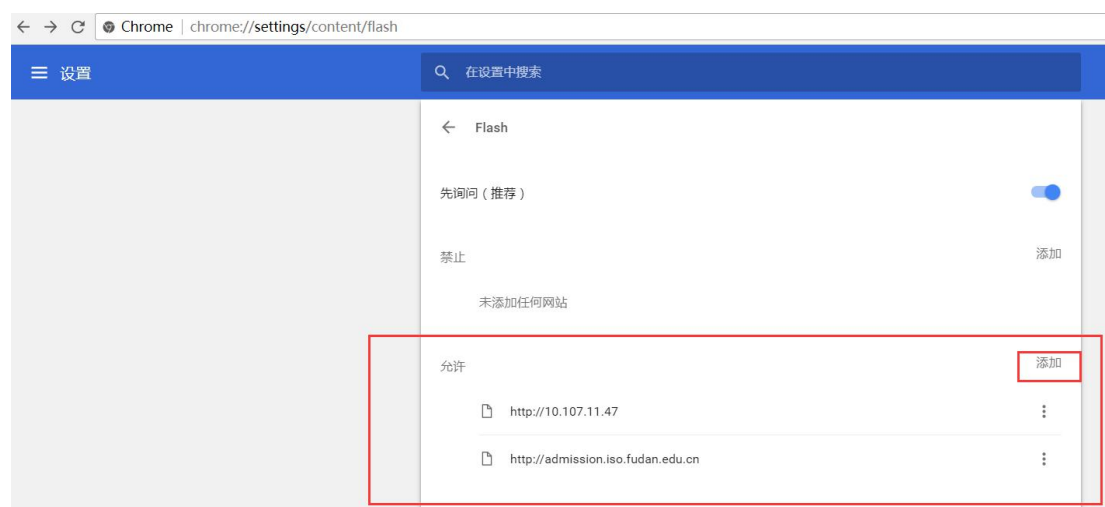 Chrome | chrome://settings/content/flash
设置
在设置中搜索
Flash
先询问（推荐）
禁止 添加
未添加任何网站
允许 添加
http://10.107.11.47
http://admission.iso.fudan.edu.cn